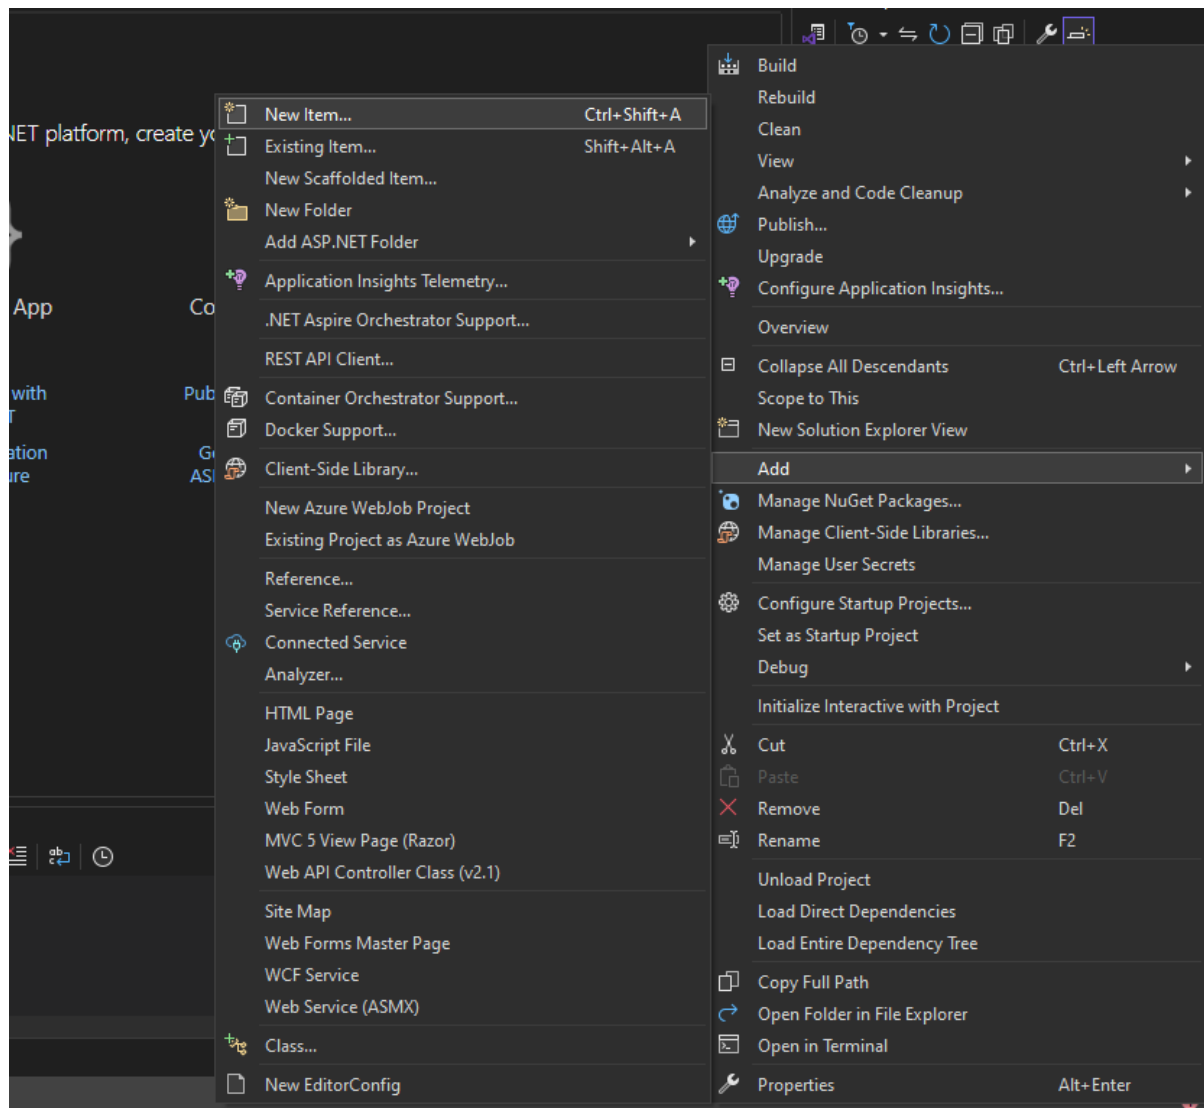 .NET platform, create yo
App
Co
with
Pub
T
ation
Ge
ure
ASI
New Item... Ctrl+Shift+A
Existing Item... Shift+Alt+A
New Scaffolded Item...
New Folder
Add ASP.NET Folder
Application Insights Telemetry...
.NET Aspire Orchestrator Support...
REST API Client...
Container Orchestrator Support...
Docker Support...
Client-Side Library...
New Azure WebJob Project
Existing Project as Azure WebJob
Reference...
Service Reference...
Connected Service
Analyzer...
HTML Page
JavaScript File
Style Sheet
Web Form
MVC 5 View Page (Razor)
Web API Controller Class (v2.1)
Site Map
Web Forms Master Page
WCF Service
Web Service (ASMX)
Class...
New EditorConfig
Build
Rebuild
Clean
View
Analyze and Code Cleanup
Publish...
Upgrade
Configure Application Insights...
Overview
Collapse All Descendants Ctrl+Left Arrow
Scope to This
New Solution Explorer View
Add
Manage NuGet Packages...
Manage Client-Side Libraries...
Manage User Secrets
Configure Startup Projects...
Set as Startup Project
Debug
Initialize Interactive with Project
Cut Ctrl+X
Paste Ctrl+V
Remove Del
Rename F2
Unload Project
Load Direct Dependencies
Load Entire Dependency Tree
Copy Full Path
Open Folder in File Explorer
Open in Terminal
Properties Alt+Enter